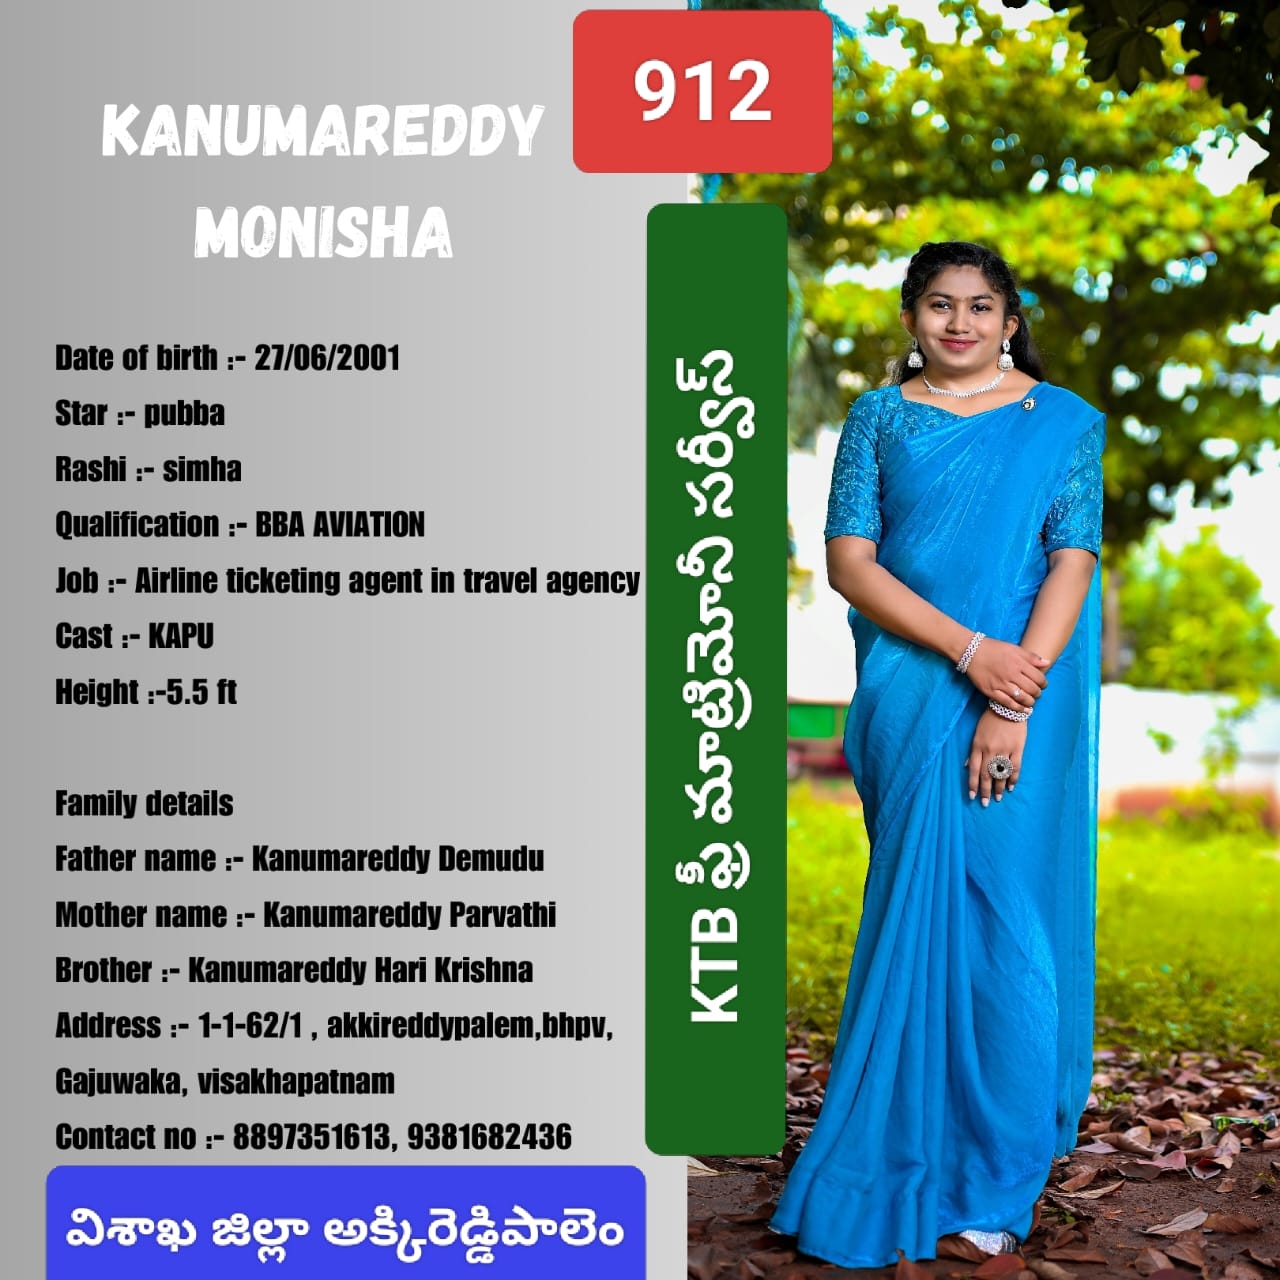 912
KANUMAREDDY
MONISHA
Date of birth :- 27/06/2001
Star :- pubba
Rashi :- simha
Qualification :- BBA AVIATION
Job :- Airline ticketing agent in travel agency
Cast :- KAPU
Height :-5.5 ft
Family details
Father name :- Kanumareddy Demudu
Mother name :- Kanumareddy Parvathi
Brother :- Kanumareddy Hari Krishna
Address :- 1-1-62/1 , akkireddypalem,bhpv,
Gajuwaka, visakhapatnam
Contact no :- 8897351613, 9381682436
KTB ఫ్రీ మాట్రిమోనీ సర్వీస్
విశాఖ జిల్లా అక్కిరెడ్డిపాలెం